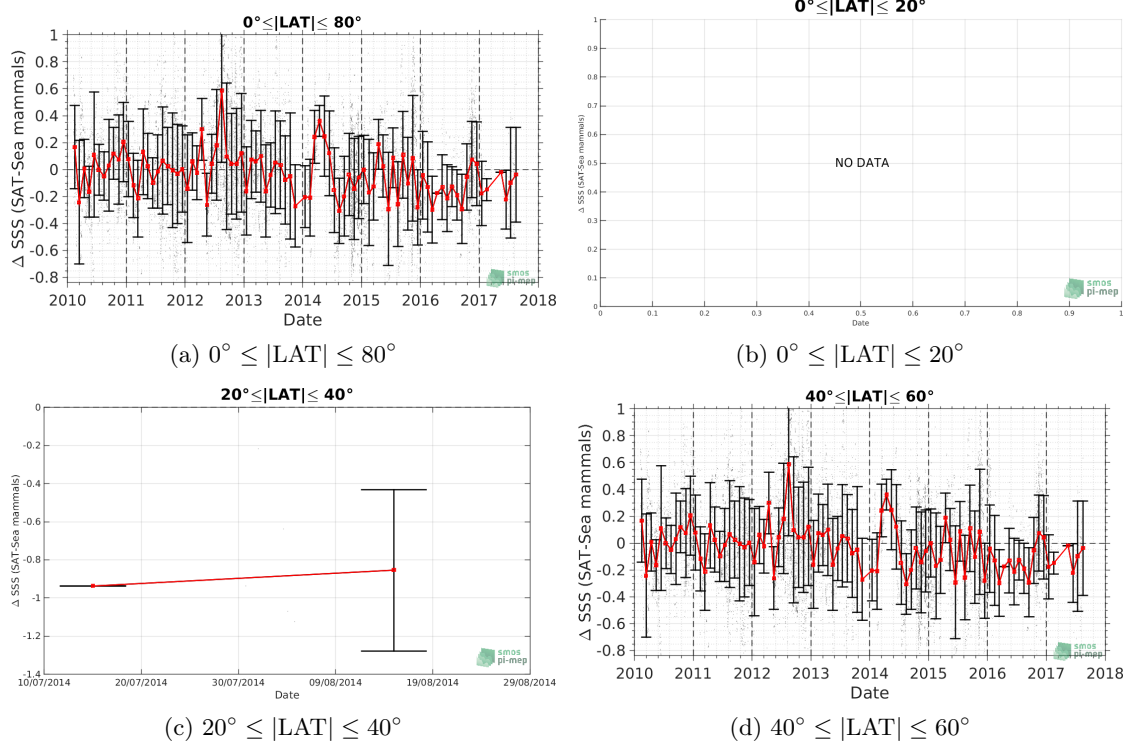 0°≤|LAT|≤ 80°
Δ SSS (SAT-Sea mammals)
1
0.8
0.6
0.4
0.2
0
-0.2
-0.4
-0.6
-0.8
2010 2011 2012 2013 2014 2015 2016 2017 2018
Date
smos
pi-mep
(a) 0° ≤ |LAT| ≤ 80°
0°≤|LAT|≤ 20°
Δ SSS (SAT-Sea mammals)
1
0.9
0.8
0.7
0.6
0.5
0.4
0.3
0.2
0.1
0
NO DATA
0 0.1 0.2 0.3 0.4 0.5 0.6 0.7 0.8 0.9 1
Date
smos
pi-mep
(b) 0° ≤ |LAT| ≤ 20°
20°≤|LAT|≤ 40°
Δ SSS (SAT-Sea mammals)
0
-0.2
-0.4
-0.6
-0.8
-1
-1.2
-1.4
10/07/2014 20/07/2014 30/07/2014 09/08/2014 19/08/2014 29/08/2014
Date
smos
pi-mep
(c) 20° ≤ |LAT| ≤ 40°
40°≤|LAT|≤ 60°
Δ SSS (SAT-Sea mammals)
1
0.8
0.6
0.4
0.2
0
-0.2
-0.4
-0.6
-0.8
2010 2011 2012 2013 2014 2015 2016 2017 2018
Date
smos
pi-mep
(d) 40° ≤ |LAT| ≤ 60°